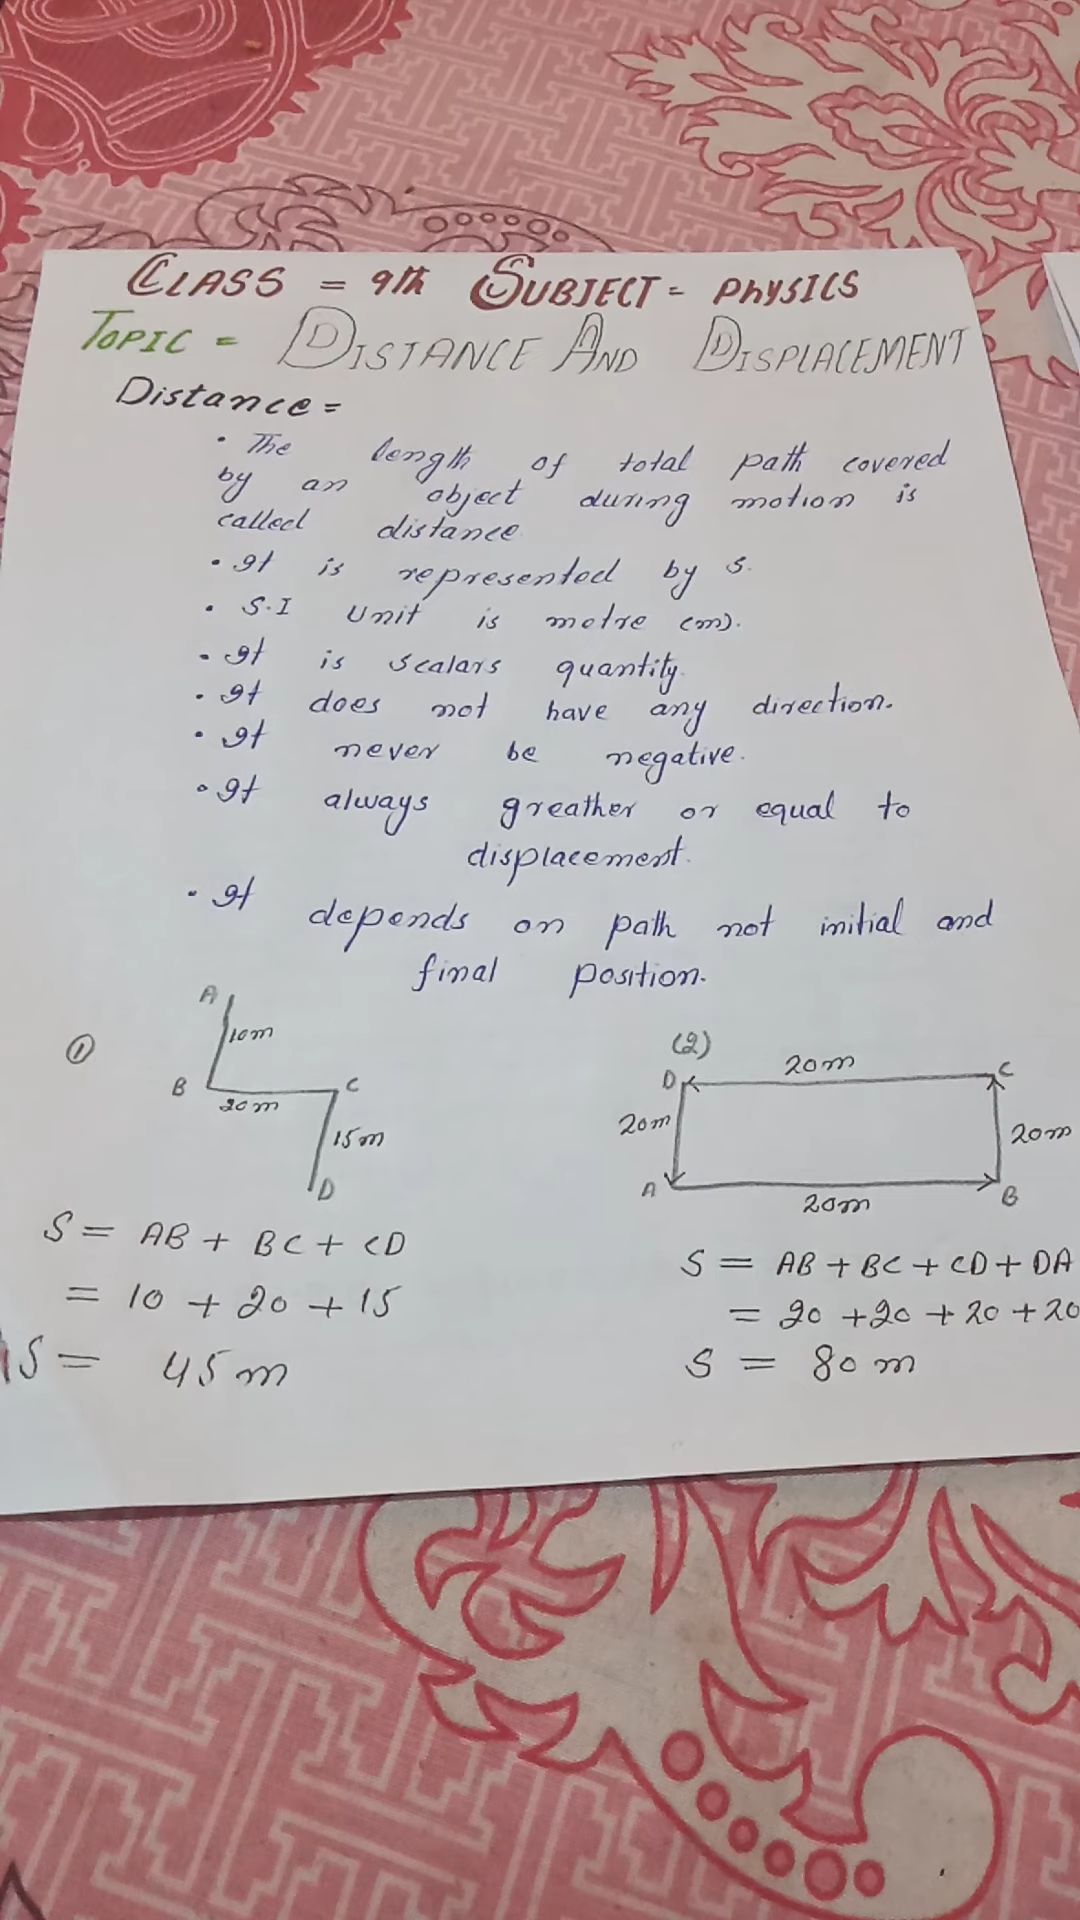 CLASS = 9th SUBJECT = PhYSICS
TOPIC = DISTANCE AND DISPLACEMENT
Distance =
• The length of total path covered
by an object during motion is
called distance
• It is represented by s.
• S.I Unit is metre (m).
• It is scalars quantity.
• It does not have any direction.
• It never be negative.
• It always greather or equal to
displacement.
• It depends on path not initial and
final position.
①
A
10m
B
20m
C
15m
D
S = AB + BC + CD
= 10 + 20 + 15
S = 45m
(2)
D
20m
C
20m
20m
A
20m
B
S = AB + BC + CD + DA
= 20 + 20 + 20 + 20
S = 80 m